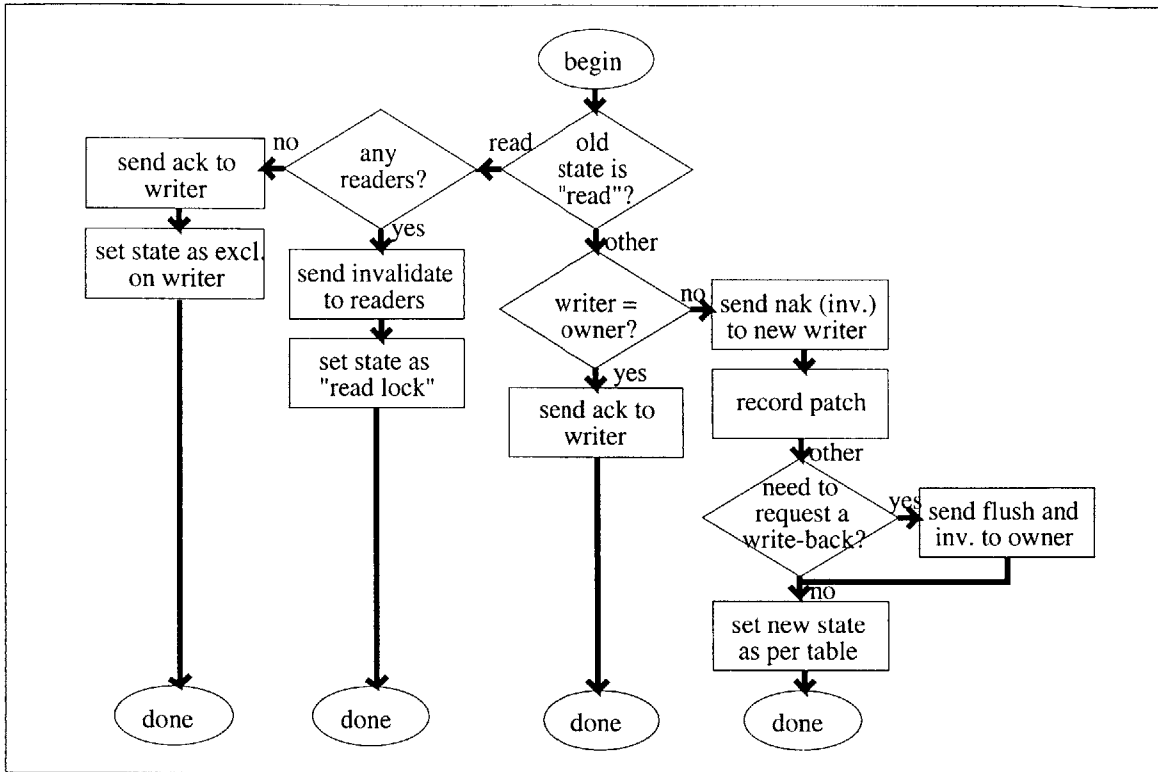 begin
old
state is
"read"?
read
any
readers?
no
send ack to
writer
set state as excl.
on writer
done
yes
send invalidate
to readers
set state as
"read lock"
done
other
writer =
owner?
yes
send ack to
writer
done
no
send nak (inv.)
to new writer
record patch
other
need to
request a
write-back?
yes
send flush and
inv. to owner
no
set new state
as per table
done